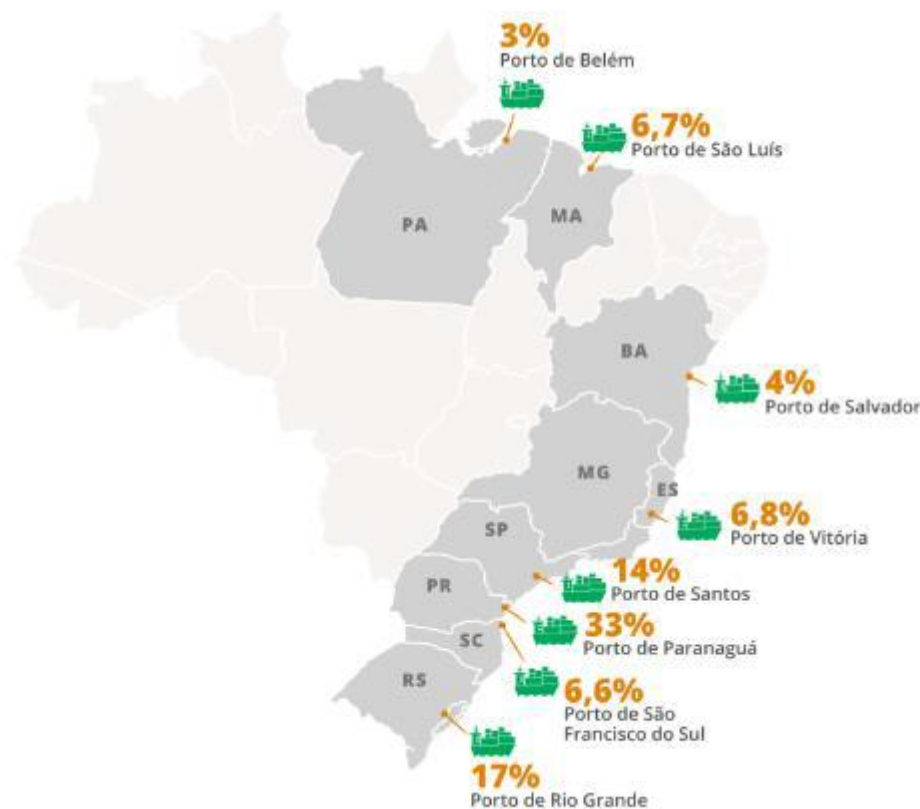 3%
Porto de Belém
6,7%
Porto de São Luís
PA
MA
BA
4%
Porto de Salvador
MG
ES
6,8%
Porto de Vitória
SP
14%
Porto de Santos
PR
33%
Porto de Paranaguá
SC
6,6%
Porto de São
Francisco do Sul
RS
17%
Porto de Rio Grande